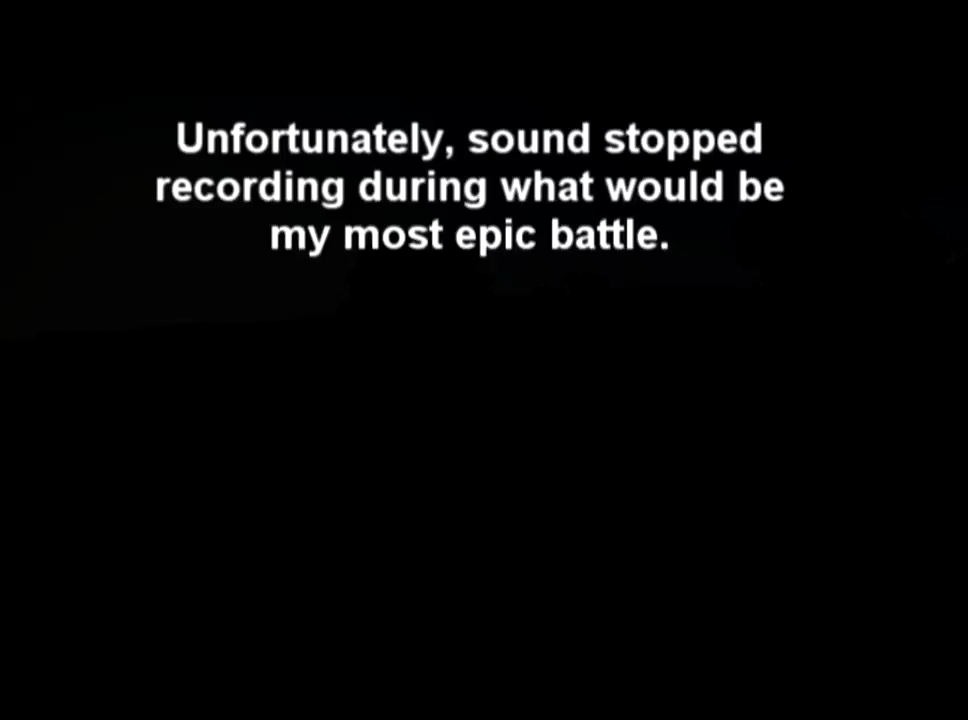 Unfortunately, sound stopped
recording during what would be
my most epic battle.